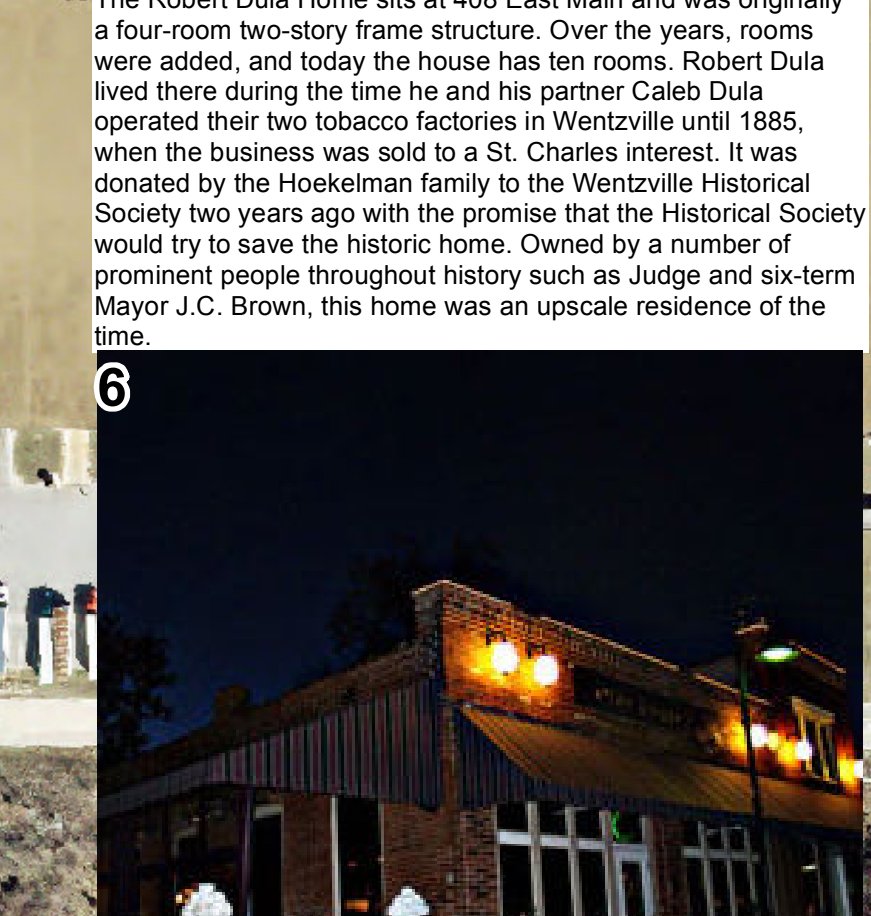 The Robert Dula Home sits at 408 East Main and was originally
a four-room two-story frame structure. Over the years, rooms
were added, and today the house has ten rooms. Robert Dula
lived there during the time he and his partner Caleb Dula
operated their two tobacco factories in Wentzville until 1885,
when the business was sold to a St. Charles interest. It was
donated by the Hoekelman family to the Wentzville Historical
Society two years ago with the promise that the Historical Society
would try to save the historic home. Owned by a number of
prominent people throughout history such as Judge and six-term
Mayor J.C. Brown, this home was an upscale residence of the
time.
6